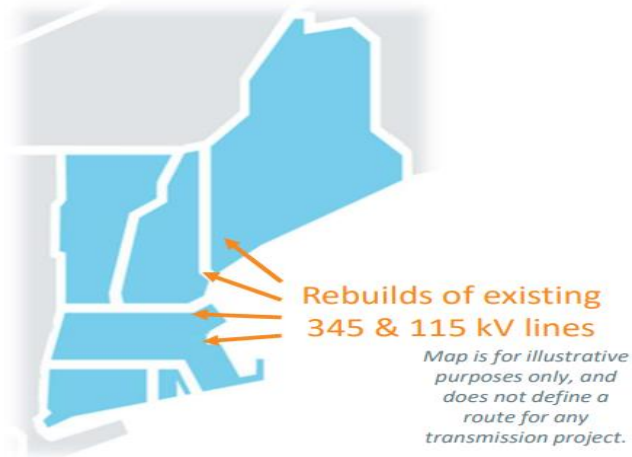 Rebuilds of existing
345 & 115 kV lines
Map is for illustrative
purposes only, and
does not define a
route for any
transmission project.